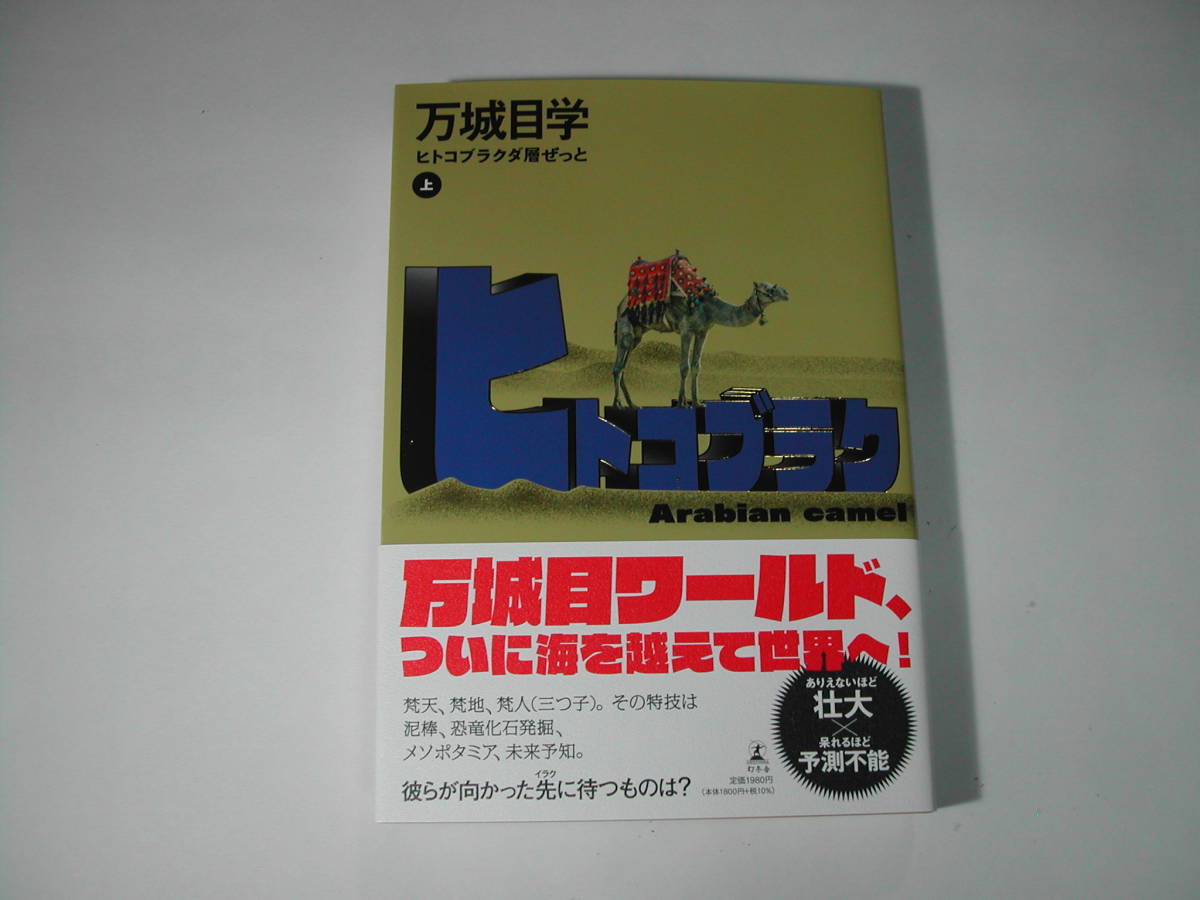 万城目学
ヒトコブラクダ層ぜっと
上
ヒトコブラク
Arabian camel
万城目ワールド、
ついに海を越えて世界へ!
梵天、梵地、梵人(三つ子)。その特技は
泥棒、恐竜化石発掘、
メソポタミア、未来予知。
イラク
彼らが向かった先に待つものは?
幻冬舎
定価1980円
(本体1800円+税10%)
ありえないほど
壮大
×
呆れるほど
予測不能